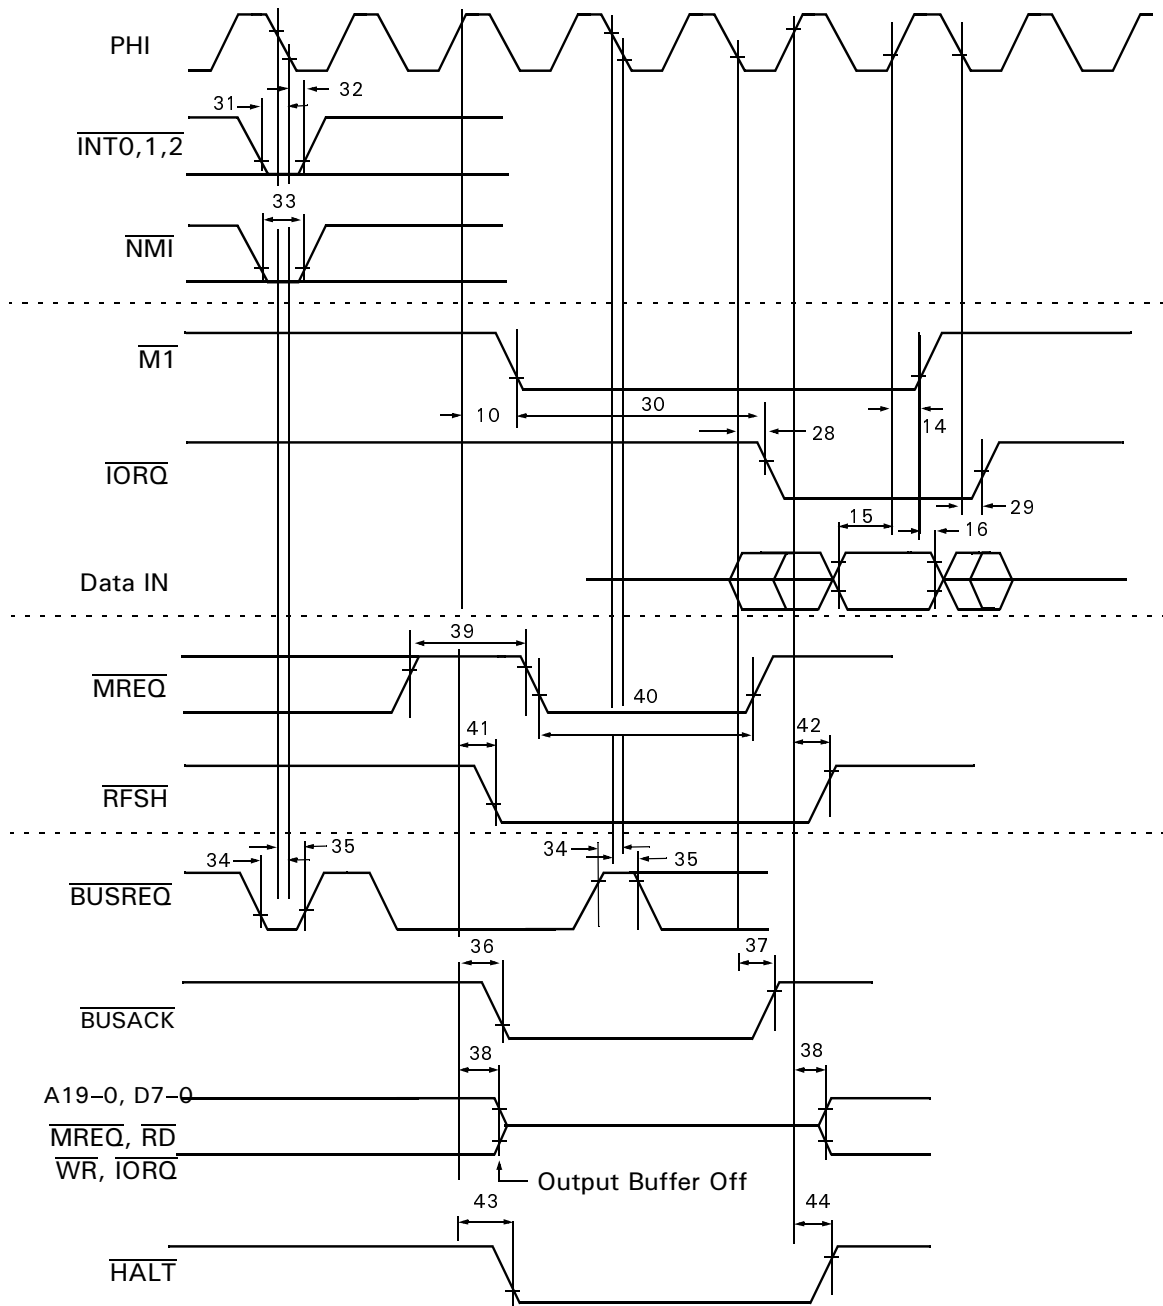 PHI
31
32
INT0,1,2
33
NMI
M1
10
30
28
14
IORQ
29
15
16
Data IN
39
MREQ
40
41
42
RFSH
34
35
34
35
BUSREQ
36
37
BUSACK
38
38
A19–0, D7–0
MREQ, RD
WR, IORQ
Output Buffer Off
43
44
HALT